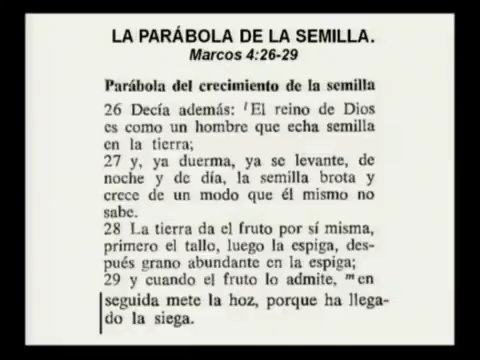 LA PARÁBOLA DE LA SEMILLA.
Marcos 4:26-29
Parábola del crecimiento de la semilla
26 Decía además: lEl reino de Dios
es como un hombre que echa semilla
en la tierra;
27 y, ya duerma, ya se levante, de
noche y de día, la semilla brota y
crece de un modo que él mismo no
sabe.
28 La tierra da el fruto por sí misma,
primero el tallo, luego la espiga, des-
pués grano abundante en la espiga;
29 y cuando el fruto lo admite, men
seguida mete la hoz, porque ha llega-
do la siega.